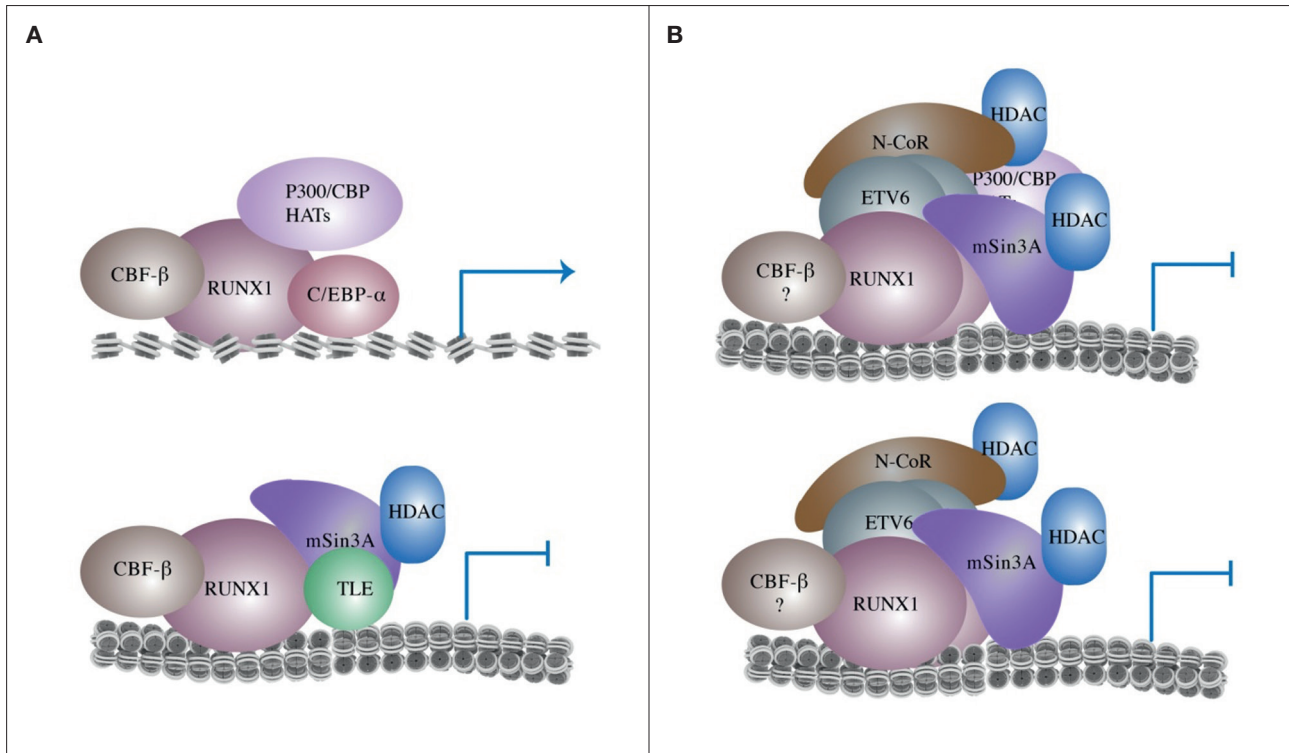 A
P300/CBP
HATs
CBF-β
RUNX1
C/EBP-α
HDAC
mSin3A
CBF-β
RUNX1
TLE
B
HDAC
N-CoR
P300/CBP
ETV6
HDAC
mSin3A
CBF-β
?
RUNX1
HDAC
N-CoR
ETV6
HDAC
mSin3A
CBF-β
?
RUNX1